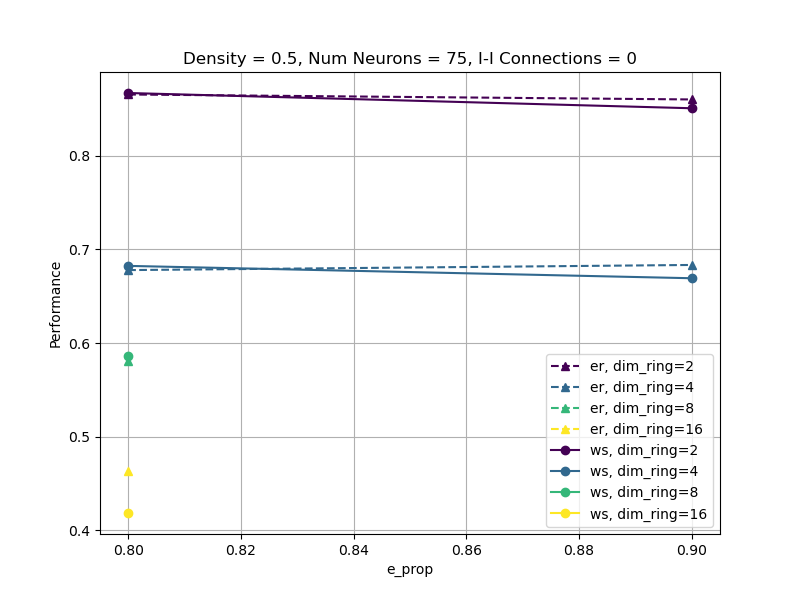 Density = 0.5, Num Neurons = 75, I-I Connections = 0
Performance
0.8
0.7
0.6
0.5
0.4
er, dim_ring=2
er, dim_ring=4
er, dim_ring=8
er, dim_ring=16
ws, dim_ring=2
ws, dim_ring=4
ws, dim_ring=8
ws, dim_ring=16
0.80 0.82 0.84 0.86 0.88 0.90
e_prop